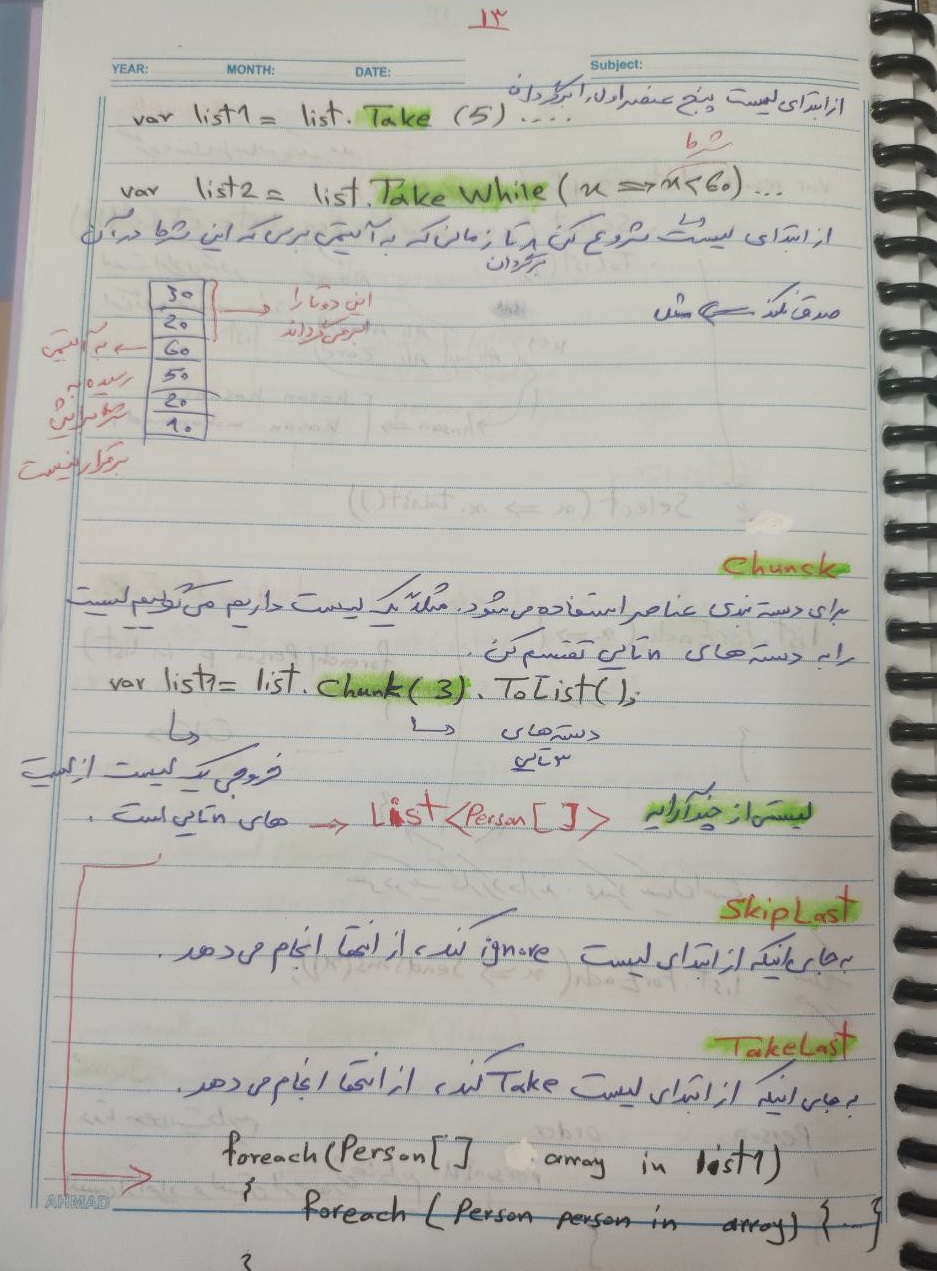 ۱۳
YEAR: MONTH: DATE: Subject:
از ابتدای لیست پنج عنصر اول را برگردان
var list1 = list.Take (5) ....
شرط
var list2 = list.Take While (x => x<60) ...
از ابتدای لیست شروع کن و تا زمانی که به آیتمی برسی که این شرط در آن
برگردان
صدق نکند ← مثل
30
20
60
50
20
10
این دو تا را
برمی‌گرداند
به آیتمی
رسیده که
شرط برایش
برقرار نیست
Chunck
برای دسته بندی عناصر استفاده می‌شود. مثلاً یک لیست داریم می‌گوییم لیست
را به دسته های n تایی تقسیم کن.
var list1 = list.Chunk(3).ToList();
دسته های
۳ تایی
خروجی یک لیست از لیست
های n تایی است. → List<Person[]> لیستی از چند آرایه
SkipLast
به جای اینکه از ابتدای لیست ignore کند، از انتها انجام می دهد.
TakeLast
به جای اینکه از ابتدای لیست Take کند، از انتها انجام می دهد.
foreach(Person[] array in list1)
{
foreach (Person person in array) {....}
}
AHMAD